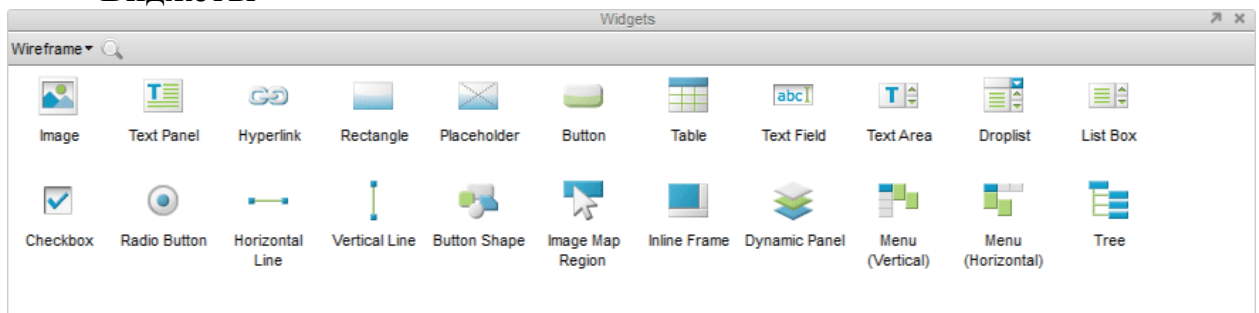 Виджеты
Widgets
Wireframe
Image Text Panel Hyperlink Rectangle Placeholder Button Table Text Field Text Area Droplist List Box
abc
Checkbox Radio Button Horizontal Line Vertical Line Button Shape Image Map Region Inline Frame Dynamic Panel Menu (Vertical) Menu (Horizontal) Tree